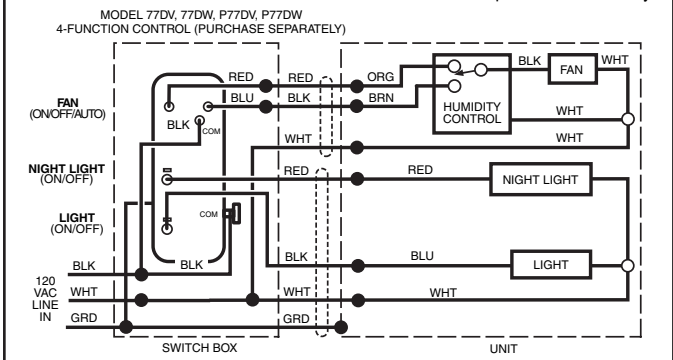 MODEL 77DV, 77DW, P77DV, P77DW
4-FUNCTION CONTROL (PURCHASE SEPARATELY)
FAN
(ON/OFF/AUTO)
RED
RED
ORG
BLK
FAN
WHT
BLU
BLK
BRN
HUMIDITY
CONTROL
BLK
COM
WHT
WHT
WHT
NIGHT LIGHT
(ON/OFF)
RED
RED
NIGHT LIGHT
LIGHT
(ON/OFF)
COM
BLK
BLK
BLK
BLU
LIGHT
120
VAC
LINE
IN
WHT
WHT
WHT
GRD
GRD
SWITCH BOX
UNIT